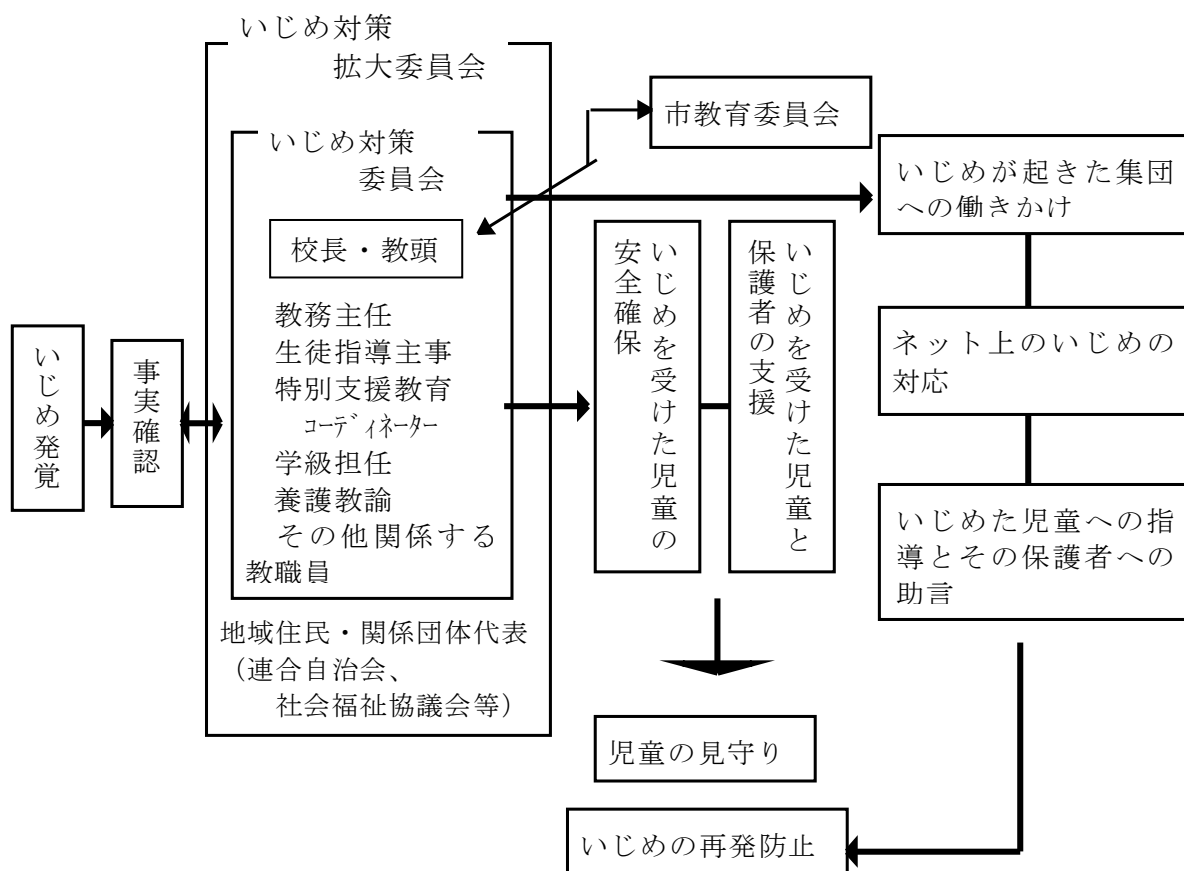 いじめ対策
拡大委員会
いじめ対策
委員会
校長・教頭
教務主任
生徒指導主事
特別支援教育
コーディネーター
学級担任
養護教諭
その他関係する
教職員
地域住民・関係団体代表
（連合自治会、
社会福祉協議会等）
いじめ発覚
事実確認
市教育委員会
いじめを受けた児童の
安全確保
いじめを受けた児童と
保護者の支援
いじめが起きた集団
への働きかけ
ネット上のいじめの
対応
いじめた児童への指
導とその保護者への
助言
児童の見守り
いじめの再発防止